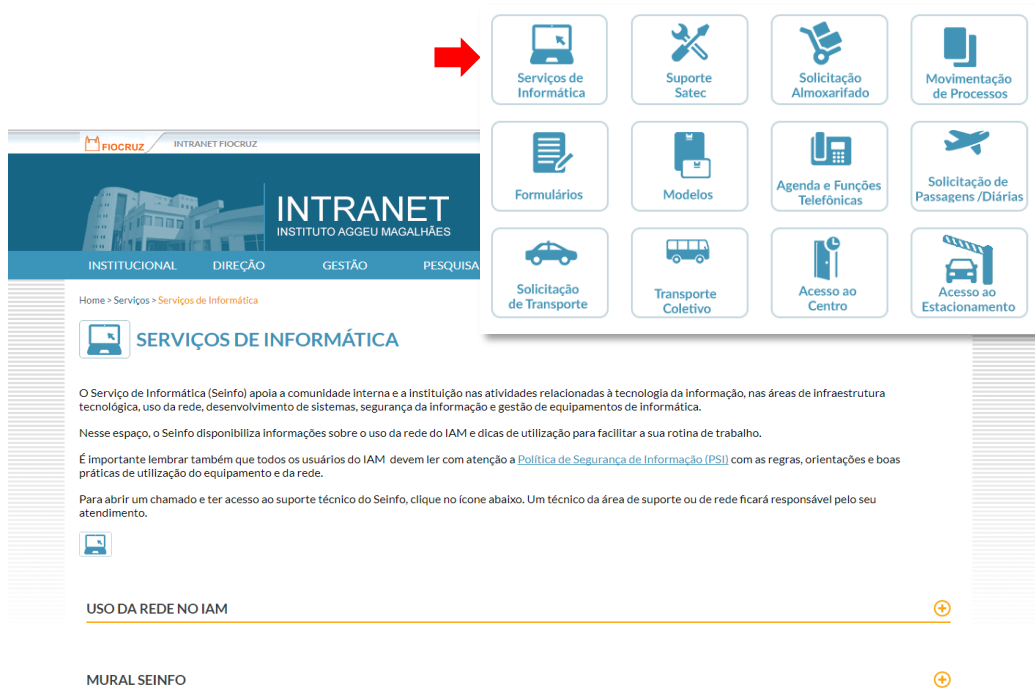 Serviços de
Informática
Suporte
Satec
Solicitação
Almoxarifado
Movimentação
de Processos
Formulários
Modelos
Agenda e Funções
Telefônicas
Solicitação de
Passagens /Diárias
Solicitação
de Transporte
Transporte
Coletivo
Acesso ao
Centro
Acesso ao
Estacionamento
FIOCRUZ
INTRANET FIOCRUZ
INTRANET
INSTITUTO AGGEU MAGALHÃES
INSTITUCIONAL DIREÇÃO GESTÃO PESQUISA
Home > Serviços > Serviços de Informática
SERVIÇOS DE INFORMÁTICA
O Serviço de Informática (Seinfo) apoia a comunidade interna e a instituição nas atividades relacionadas à tecnologia da informação, nas áreas de infraestrutura
tecnológica, uso da rede, desenvolvimento de sistemas, segurança da informação e gestão de equipamentos de informática.
Nesse espaço, o Seinfo disponibiliza informações sobre o uso da rede do IAM e dicas de utilização para facilitar a sua rotina de trabalho.
É importante lembrar também que todos os usuários do IAM devem ler com atenção a Política de Segurança de Informação (PSI) com as regras, orientações e boas
práticas de utilização do equipamento e da rede.
Para abrir um chamado e ter acesso ao suporte técnico do Seinfo, clique no ícone abaixo. Um técnico da área de suporte ou de rede ficará responsável pelo seu
atendimento.
USO DA REDE NO IAM
MURAL SEINFO